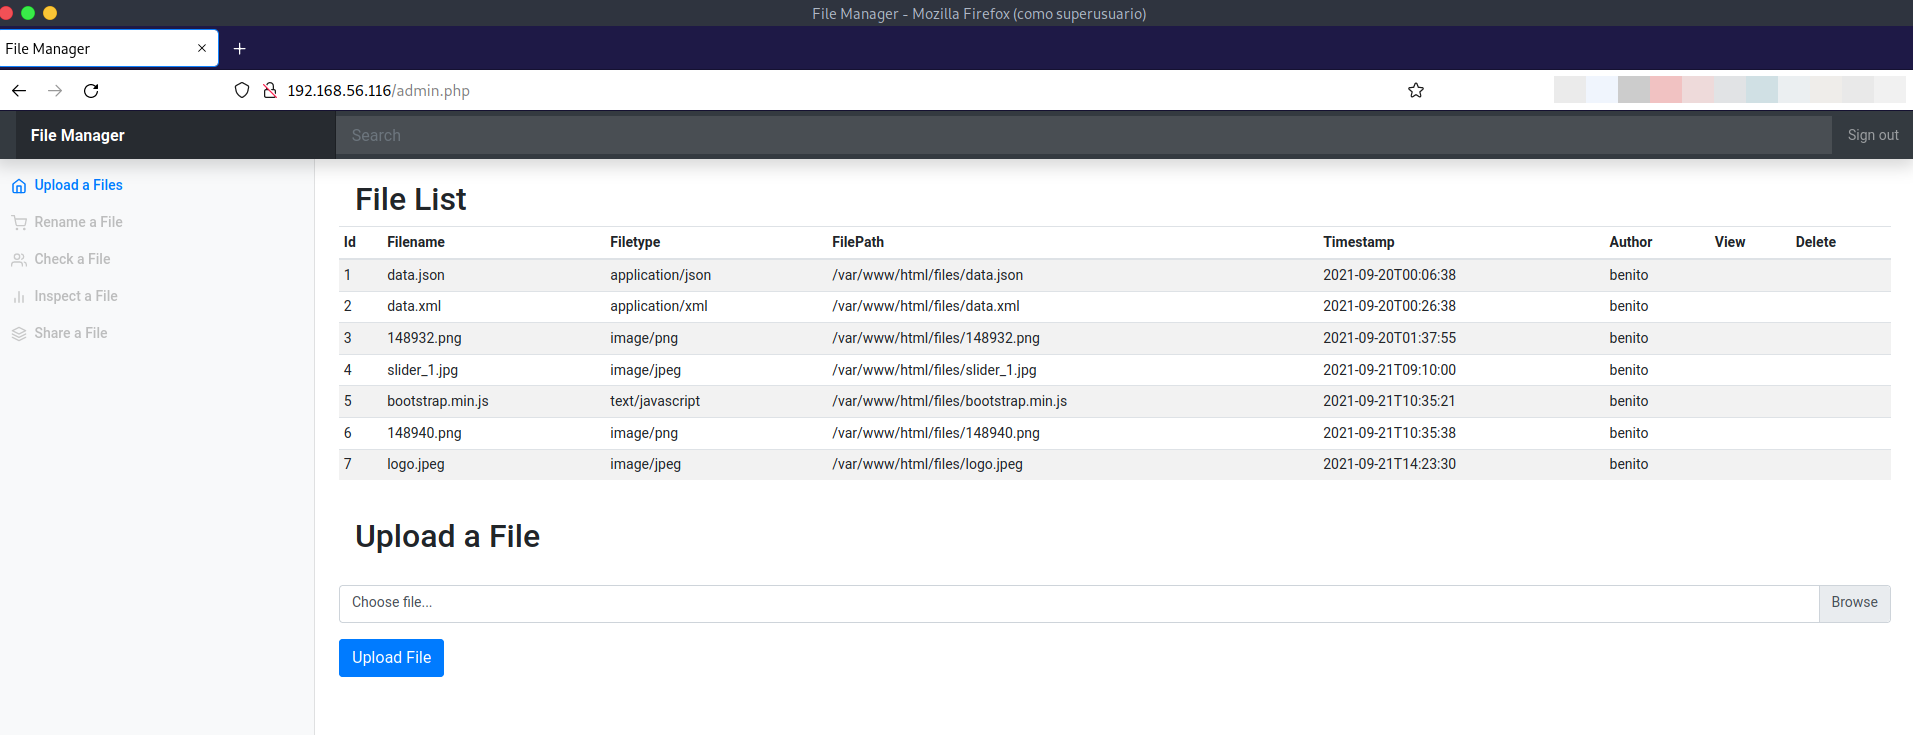 File Manager - Mozilla Firefox (como superusuario)
File Manager
192.168.56.116/admin.php
File Manager Search Sign out
Upload a Files
Rename a File
Check a File
Inspect a File
Share a File
File List
Id Filename Filetype FilePath Timestamp Author View Delete
1 data.json application/json /var/www/html/files/data.json 2021-09-20T00:06:38 benito
2 data.xml application/xml /var/www/html/files/data.xml 2021-09-20T00:26:38 benito
3 148932.png image/png /var/www/html/files/148932.png 2021-09-20T01:37:55 benito
4 slider_1.jpg image/jpeg /var/www/html/files/slider_1.jpg 2021-09-21T09:10:00 benito
5 bootstrap.min.js text/javascript /var/www/html/files/bootstrap.min.js 2021-09-21T10:35:21 benito
6 148940.png image/png /var/www/html/files/148940.png 2021-09-21T10:35:38 benito
7 logo.jpeg image/jpeg /var/www/html/files/logo.jpeg 2021-09-21T14:23:30 benito
Upload a File
Choose file... Browse
Upload File